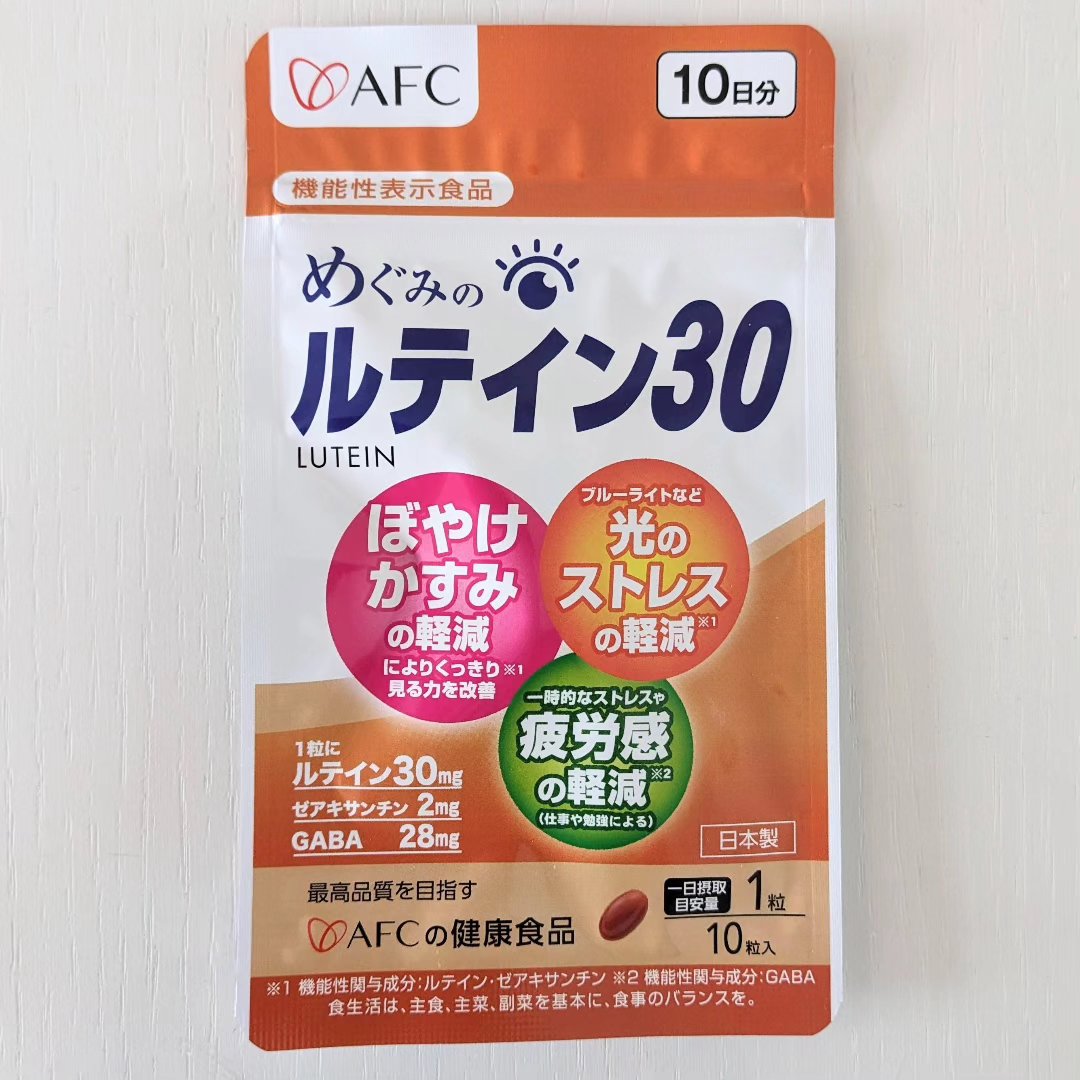 AFC
10日分
機能性表示食品
めぐみの
ルテイン30
LUTEIN
ぼやけ
かすみ
の軽減
によりくっきり※1
見る力を改善
ブルーライトなど
光の
ストレス
の軽減※1
一時的なストレスや
疲労感
の軽減※2
(仕事や勉強による)
1粒に
ルテイン30mg
ゼアキサンチン 2mg
GABA 28mg
日本製
最高品質を目指す
AFCの健康食品
一日摂取
目安量
1粒
10粒入
※1 機能性関与成分:ルテイン・ゼアキサンチン ※2 機能性関与成分:GABA
食生活は、主食、主菜、副菜を基本に、食事のバランスを。